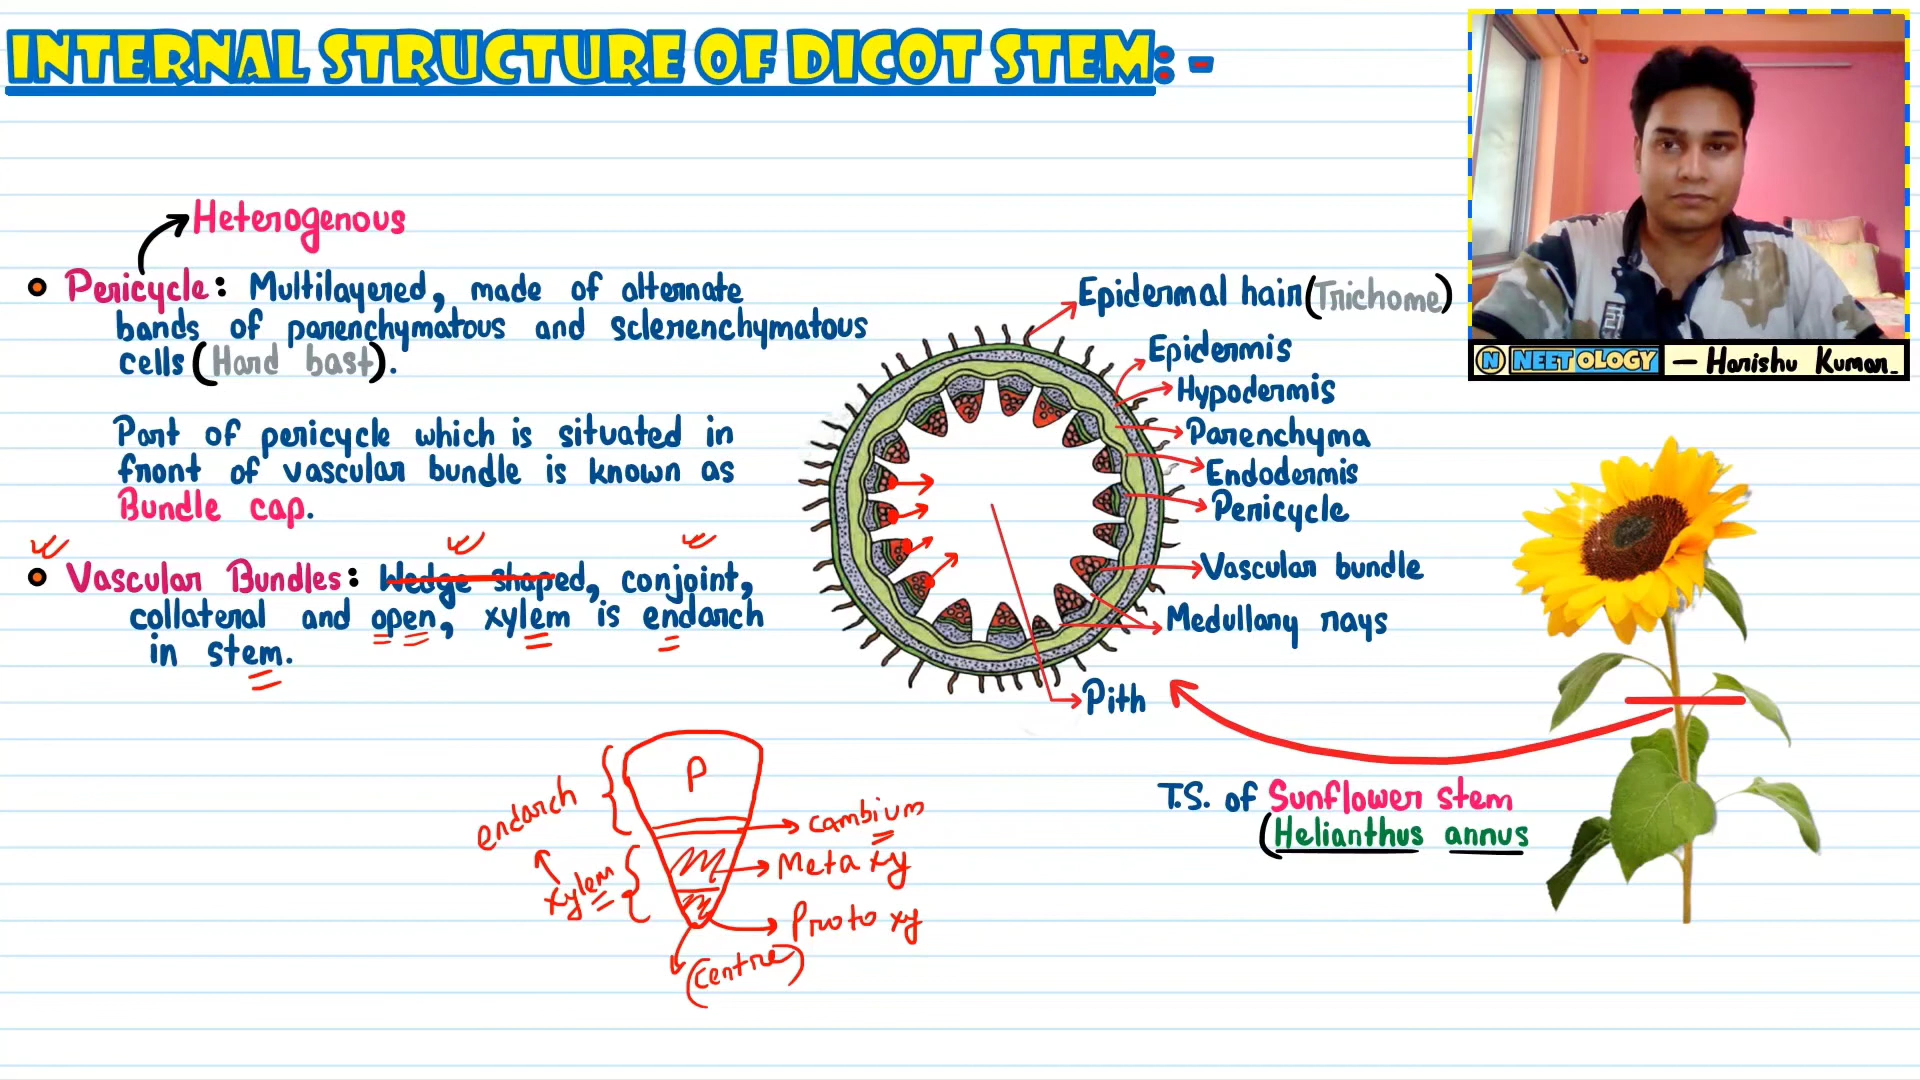 INTERNAL STRUCTURE OF DICOT STEM: -
Heterogenous
Pericycle: Multilayered, made of alternate
bands of parenchymatous and sclerenchymatous
cells (Hard bast).
Part of pericycle which is situated in
front of vascular bundle is known as
Bundle cap.
Vascular Bundles: Wedge shaped, conjoint,
collateral and open, xylem is endarch
in stem.
Epidermal hair (Trichome)
Epidermis
Hypodermis
Parenchyma
Endodermis
Pericycle
Vascular bundle
Medullary rays
Pith
T.S. of Sunflower stem
(Helianthus annus
P
endarch
xylem
cambium
Meta xy
Proto xy
(centre)
N NEETOLOGY – Harishu Kumar